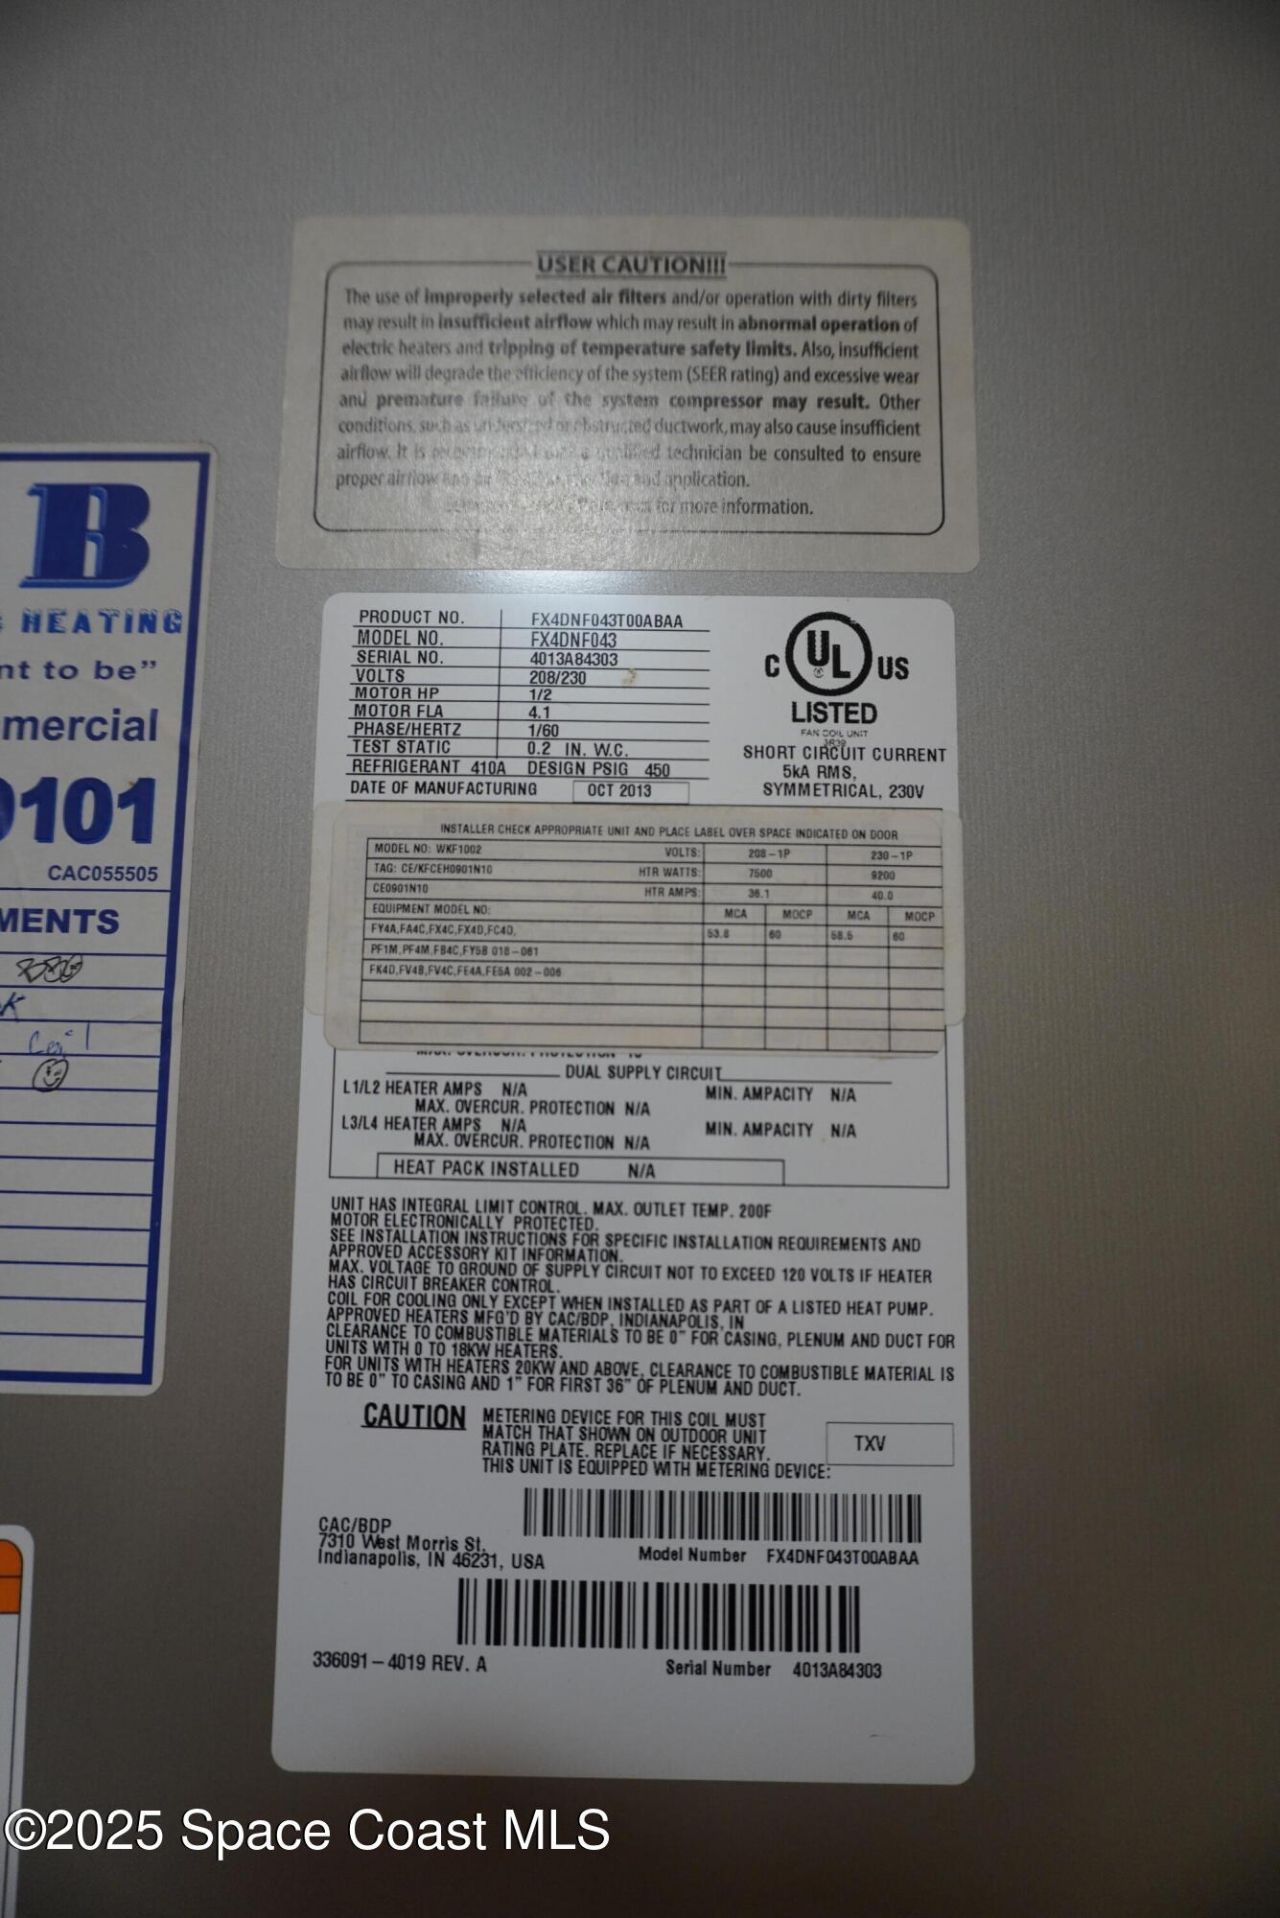 USER CAUTION!!!
The use of improperly selected air filters and/or operation with dirty filters
may result in insufficient airflow which may result in abnormal operation of
electric heaters and tripping of temperature safety limits. Also, insufficient
airflow will degrade the efficiency of the system (SEER rating) and excessive wear
and premature failure of the system compressor may result. Other
conditions, such as undersized or obstructed ductwork, may also cause insufficient
airflow. It is technician be consulted to ensure
proper airflow and application.
for more information.
B
HEATING
nt to be”
mmercial
0101
CAC055505
MENTS
Coil
PRODUCT NO. FX4DNF043T00ABAA
MODEL NO. FX4DNF043
SERIAL NO. 4013A84303
VOLTS 208/230
MOTOR HP 1/2
MOTOR FLA 4.1
PHASE/HERTZ 1/60
TEST STATIC 0.2 IN. W.C.
REFRIGERANT 410A DESIGN PSIG 450
DATE OF MANUFACTURING OCT 2013
C UL US
LISTED
FAN COIL UNIT
SHORT CIRCUIT CURRENT
5kA RMS,
SYMMETRICAL, 230V
INSTALLER CHECK APPROPRIATE UNIT AND PLACE LABEL OVER SPACE INDICATED ON DOOR
MODEL NO: WKF1002 VOLTS: 208-1P 230-1P
TAG: CE/KFCEH0901N10 HTR WATTS: 7500 9200
CE0901N10 HTR AMPS: 36.1 40.0
EQUIPMENT MODEL NO: MCA MOCP MCA MOCP
FY4A,FA4C,FX4C,FX4D,FC4D, 53.8 60 58.5 60
PF1M,PF4M,FB4C,FY5B 018-061
FK4D,FV4B,FV4C,FE4A,FE5A 002-006
DUAL SUPPLY CIRCUIT
L1/L2 HEATER AMPS N/A MIN. AMPACITY N/A
MAX. OVERCUR. PROTECTION N/A
L3/L4 HEATER AMPS N/A MIN. AMPACITY N/A
MAX. OVERCUR. PROTECTION N/A
HEAT PACK INSTALLED N/A
UNIT HAS INTEGRAL LIMIT CONTROL. MAX. OUTLET TEMP. 200F
MOTOR ELECTRONICALLY PROTECTED.
SEE INSTALLATION INSTRUCTIONS FOR SPECIFIC INSTALLATION REQUIREMENTS AND
APPROVED ACCESSORY KIT INFORMATION.
MAX. VOLTAGE TO GROUND OF SUPPLY CIRCUIT NOT TO EXCEED 120 VOLTS IF HEATER
HAS CIRCUIT BREAKER CONTROL.
COIL FOR COOLING ONLY EXCEPT WHEN INSTALLED AS PART OF A LISTED HEAT PUMP.
APPROVED HEATERS MFG'D BY CAC/BDP, INDIANAPOLIS, IN
CLEARANCE TO COMBUSTIBLE MATERIALS TO BE 0" FOR CASING, PLENUM AND DUCT FOR
UNITS WITH 0 TO 18KW HEATERS.
FOR UNITS WITH HEATERS 20KW AND ABOVE, CLEARANCE TO COMBUSTIBLE MATERIAL IS
TO BE 0" TO CASING AND 1" FOR FIRST 36" OF PLENUM AND DUCT.
CAUTION METERING DEVICE FOR THIS COIL MUST
MATCH THAT SHOWN ON OUTDOOR UNIT
RATING PLATE. REPLACE IF NECESSARY.
THIS UNIT IS EQUIPPED WITH METERING DEVICE: TXV
CAC/BDP
7310 West Morris St.
Indianapolis, IN 46231, USA
Model Number FX4DNF043T00ABAA
336091-4019 REV. A
Serial Number 4013A84303
©2025 Space Coast MLS